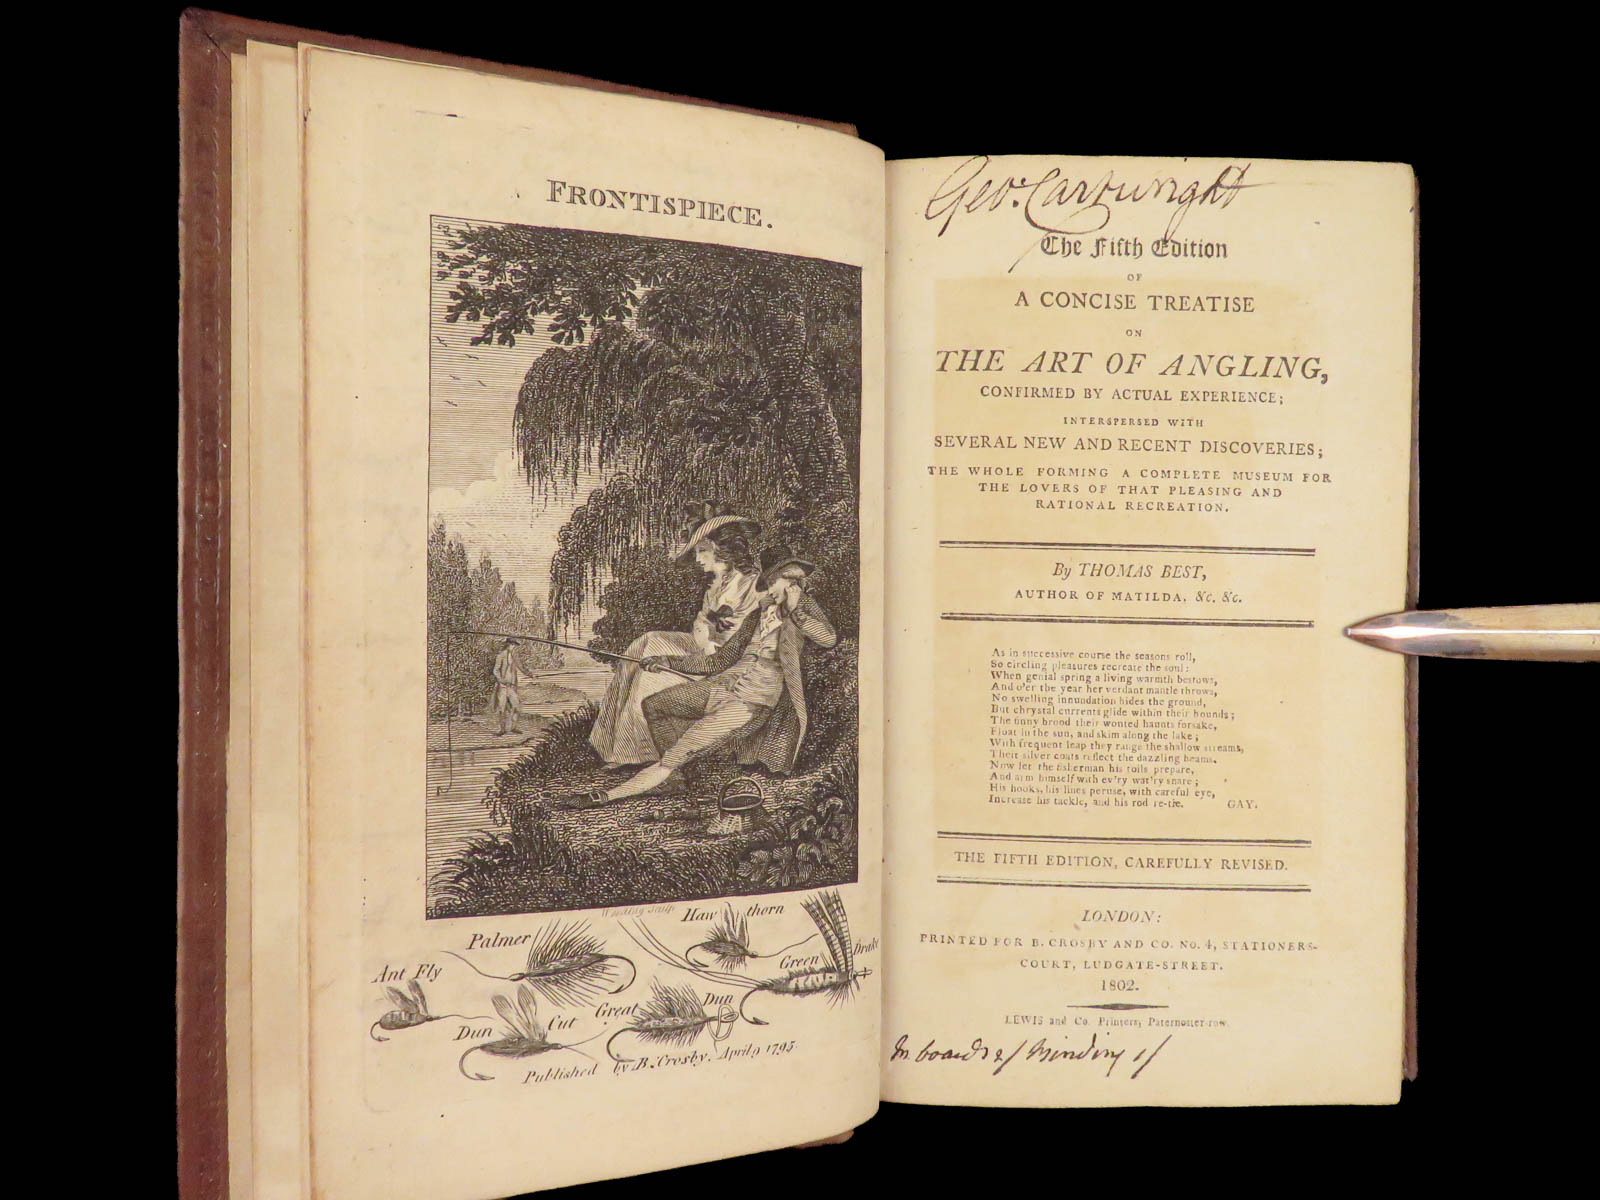 FRONTISPIECE.
Palmer
Haw thorn
Ant Fly
Green Drake
Dun Cut
Great Dun
Published by B. Crosby. April 9 1795.
Geo. Cartwright
The Fifth Edition
OF
A CONCISE TREATISE
ON
THE ART OF ANGLING,
CONFIRMED BY ACTUAL EXPERIENCE;
INTERSPERSED WITH
SEVERAL NEW AND RECENT DISCOVERIES;
THE WHOLE FORMING A COMPLETE MUSEUM FOR
THE LOVERS OF THAT PLEASING AND
RATIONAL RECREATION.
By THOMAS BEST,
AUTHOR OF MATILDA, &c. &c.
As in successive course the seasons roll,
So circling pleasures recreate the soul:
When genial spring a living warmth bestows,
And o'er the year her verdant mantle throws,
No swelling innundation hides the ground,
But chrystal currents glide within their bounds;
The finny brood their wonted haunts forsake,
Float in the sun, and skim along the lake;
With frequent leap they range the shallow streams,
Their silver coats reflect the dazzling beams.
Now let the fisherman his toils prepare,
And arm himself with ev'ry wat'ry snare;
His hooks, his lines peruse, with careful eye,
Increase his tackle, and his rod re-tie. GAY.
THE FIFTH EDITION, CAREFULLY REVISED.
LONDON:
PRINTED FOR B. CROSBY AND CO. NO. 4, STATIONERS-
COURT, LUDGATE-STREET.
1802.
LEWIS and Co. Printers, Paternoster-row.
In boards 2/ Binding 1/